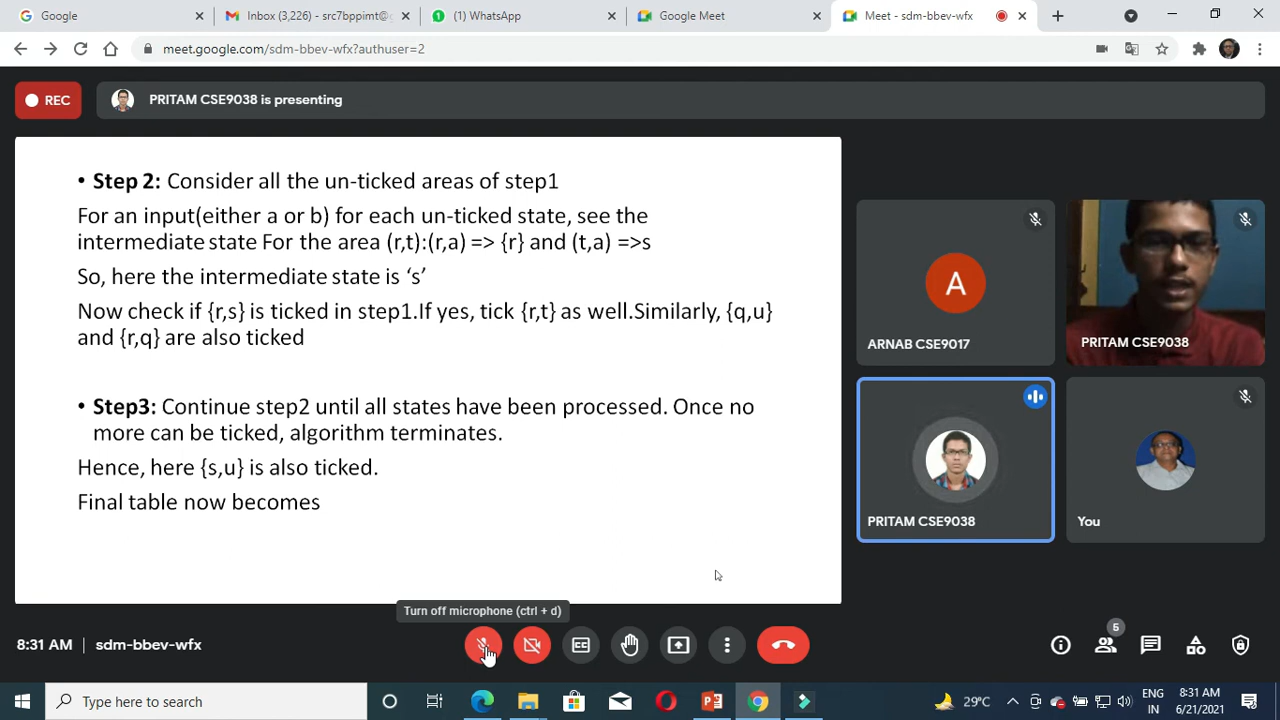 Google
Inbox (3,226) - src7bppimt@g
(1) WhatsApp
Google Meet
Meet - sdm-bbev-wfx
meet.google.com/sdm-bbev-wfx?authuser=2
REC
PRITAM CSE9038 is presenting
• Step 2: Consider all the un-ticked areas of step1
For an input(either a or b) for each un-ticked state, see the
intermediate state For the area (r,t):(r,a) => {r} and (t,a) =>s
So, here the intermediate state is ‘s’
Now check if {r,s} is ticked in step1.If yes, tick {r,t} as well.Similarly, {q,u}
and {r,q} are also ticked
• Step3: Continue step2 until all states have been processed. Once no
more can be ticked, algorithm terminates.
Hence, here {s,u} is also ticked.
Final table now becomes
A
ARNAB CSE9017
PRITAM CSE9038
PRITAM CSE9038
You
Turn off microphone (ctrl + d)
8:31 AM | sdm-bbev-wfx
CC
6
Type here to search
29°C
ENG
IN
8:31 AM
6/21/2021